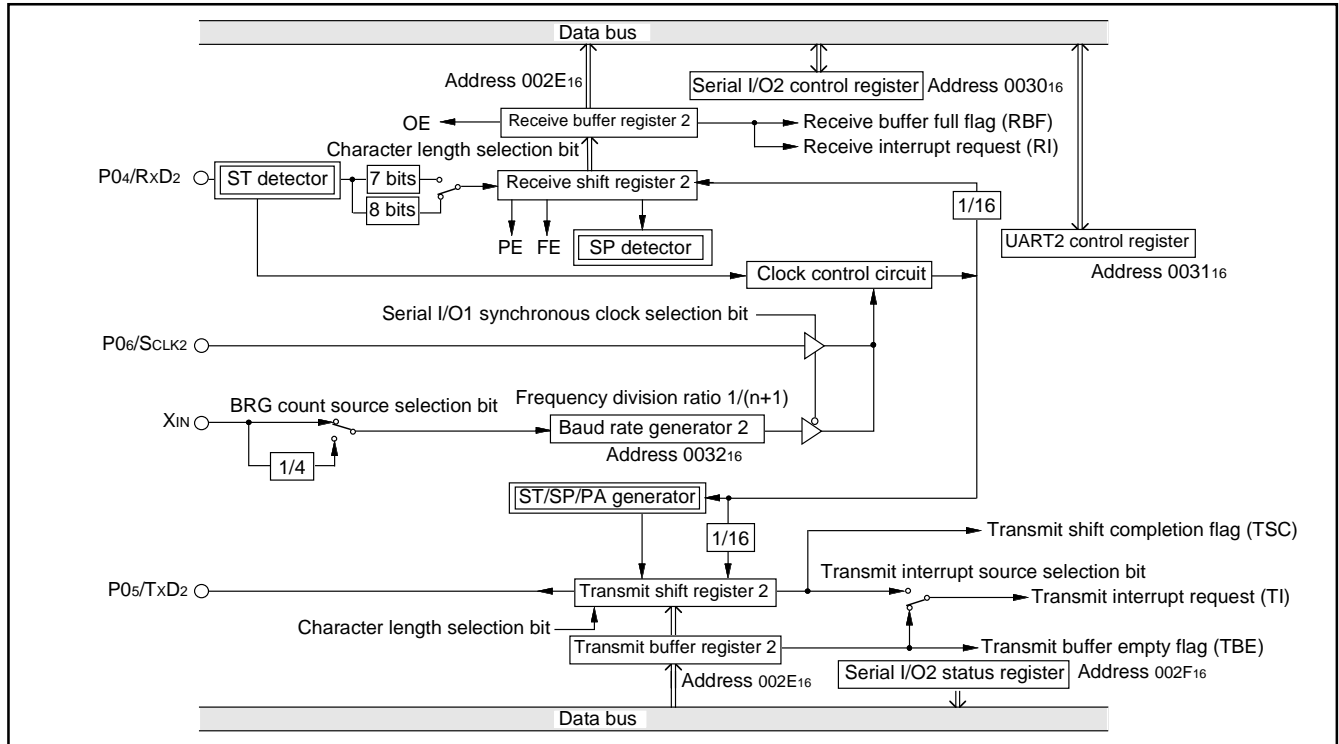 Data bus
Address 002E16
Serial I/O2 control register Address 003016
OE
Receive buffer register 2
Receive buffer full flag (RBF)
Receive interrupt request (RI)
Character length selection bit
P04/RXD2
ST detector
7 bits
8 bits
Receive shift register 2
1/16
PE FE
SP detector
UART2 control register
Address 003116
Clock control circuit
Serial I/O1 synchronous clock selection bit
P06/SCLK2
XIN
BRG count source selection bit
Frequency division ratio 1/(n+1)
Baud rate generator 2
Address 003216
1/4
ST/SP/PA generator
1/16
Transmit shift completion flag (TSC)
Transmit interrupt source selection bit
P05/TXD2
Transmit shift register 2
Transmit interrupt request (TI)
Character length selection bit
Transmit buffer register 2
Transmit buffer empty flag (TBE)
Address 002E16
Serial I/O2 status register Address 002F16
Data bus